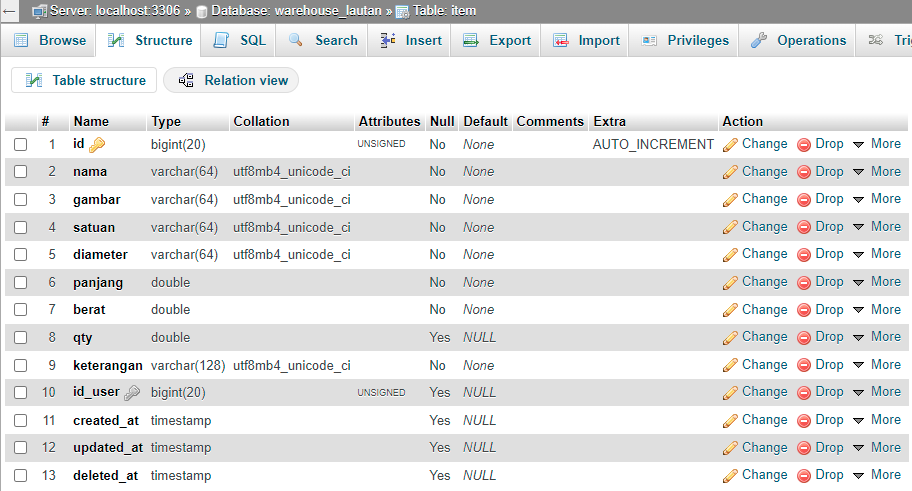 Server: localhost:3306 » Database: warehouse_lautan » Table: item
Browse Structure SQL Search Insert Export Import Privileges Operations
Table structure Relation view
# Name Type Collation Attributes Null Default Comments Extra Action
1 id bigint(20) UNSIGNED No None AUTO_INCREMENT Change Drop More
2 nama varchar(64) utf8mb4_unicode_ci No None Change Drop More
3 gambar varchar(64) utf8mb4_unicode_ci No None Change Drop More
4 satuan varchar(64) utf8mb4_unicode_ci No None Change Drop More
5 diameter varchar(64) utf8mb4_unicode_ci No None Change Drop More
6 panjang double No None Change Drop More
7 berat double No None Change Drop More
8 qty double Yes NULL Change Drop More
9 keterangan varchar(128) utf8mb4_unicode_ci No None Change Drop More
10 id_user bigint(20) UNSIGNED Yes NULL Change Drop More
11 created_at timestamp Yes NULL Change Drop More
12 updated_at timestamp Yes NULL Change Drop More
13 deleted_at timestamp Yes NULL Change Drop More